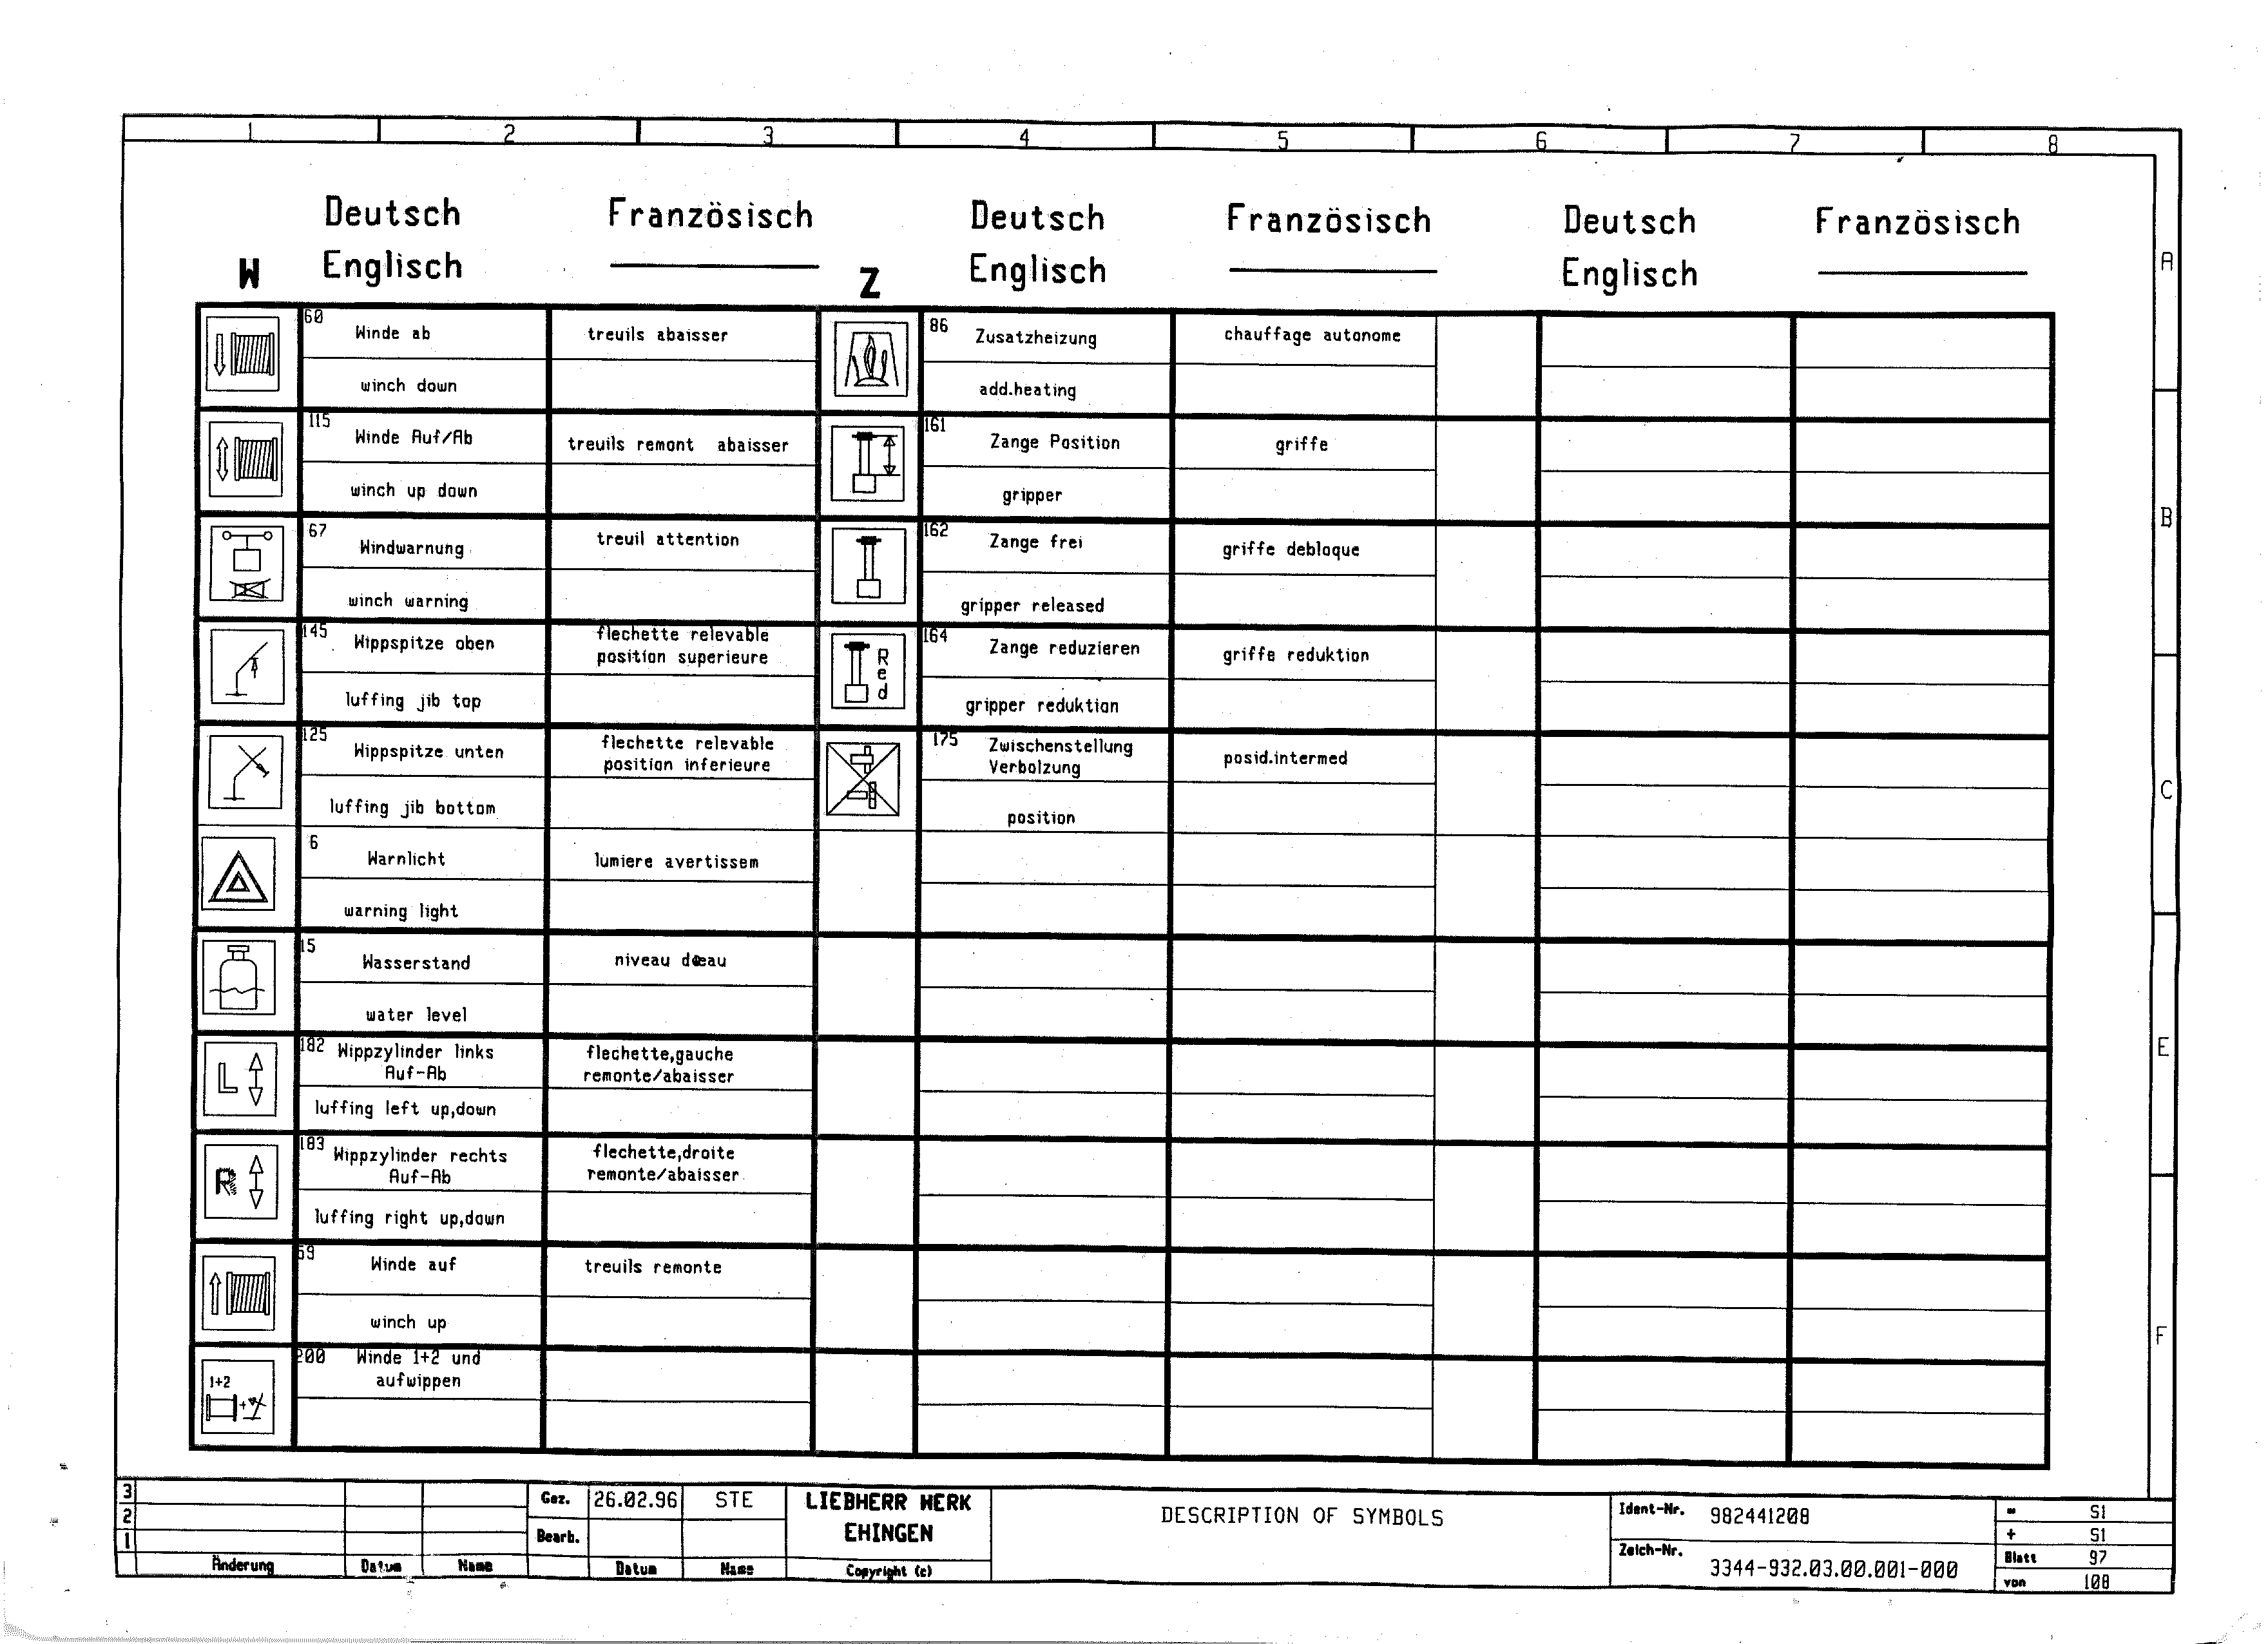 1 2 3 4 5 6 7 8
Deutsch Französisch Deutsch Französisch Deutsch Französisch
W Englisch Z Englisch Englisch
A
B
C
E
F
60 Winde ab treuils abaisser
winch down
115 Winde Auf/Ab treuils remont abaisser
winch up down
67 Windwarnung treuil attention
winch warning
145 Wippspitze oben flechette relevable
position superieure
luffing jib top
125 Wippspitze unten flechette relevable
position inferieure
luffing jib bottom
6 Warnlicht lumiere avertissem
warning light
15 Wasserstand niveau
water level
L
182 Wippzylinder links flechette,gauche
Auf-Ab remonte/abaisser
luffing left up,down
R
183 Wippzylinder rechts flechette,droite
Auf-Ab remonte/abaisser
luffing right up,down
59 Winde auf treuils remonte
winch up
1+2
+
200 Winde 1+2 und
aufwippen
86 Zusatzheizung chauffage autonome
add.heating
161 Zange Position griffe
gripper
162 Zange frei griffe debloque
gripper released
Red
164 Zange reduzieren griffe reduktion
gripper reduktion
175 Zwischenstellung posid.intermed
Verbolzung
position
3
2
1
Änderung Datum Name
Gez. 26.02.96 STE
Bearb.
Datum Name
LIEBHERR WERK
EHINGEN
Copyright (c)
DESCRIPTION OF SYMBOLS
Ident-Nr. 982441208
Zeich-Nr. 3344-932.03.00.001-000
= S1
+ S1
Blatt 97
von 108